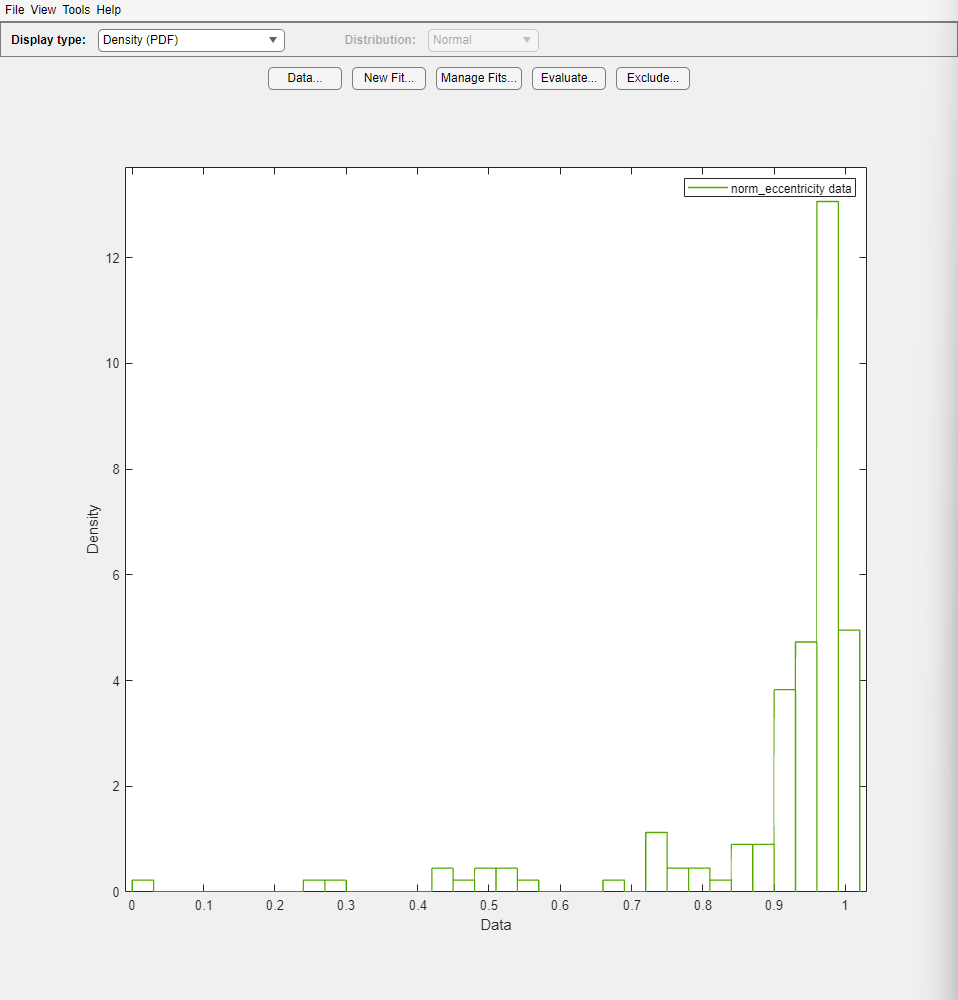 File View Tools Help
Display type: Density (PDF) Distribution: Normal
Data... New Fit... Manage Fits... Evaluate... Exclude...
norm_eccentricity data
12
10
8
6
4
2
0
Density
0 0.1 0.2 0.3 0.4 0.5 0.6 0.7 0.8 0.9 1
Data